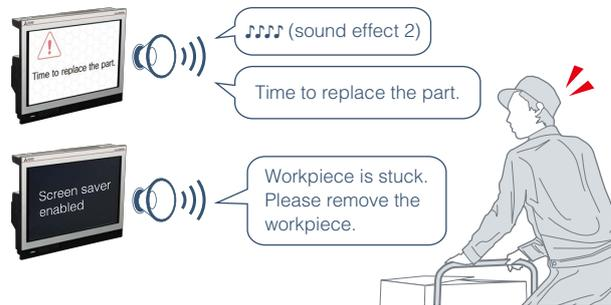 ♪♪♪♪ (sound effect 2)
Time to replace the part.
Time to replace the part.
Screen saver
enabled
Workpiece is stuck.
Please remove the
workpiece.